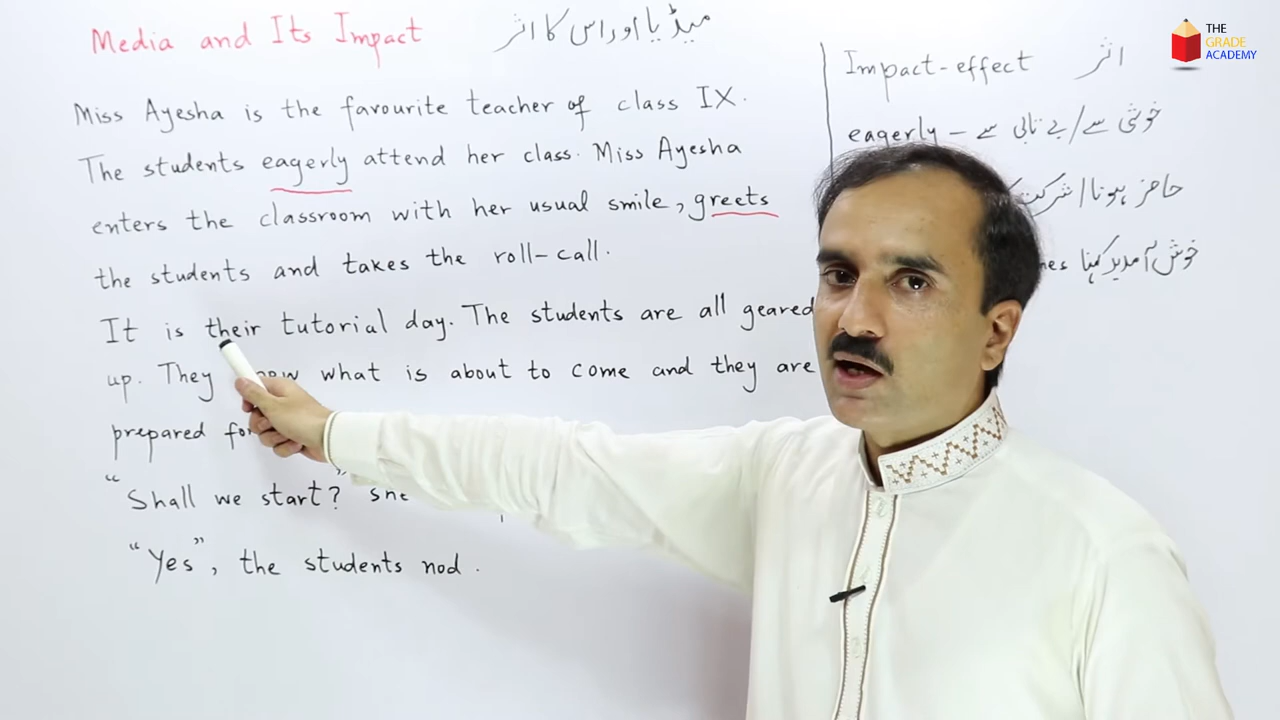 Media and Its Impact میڈیا اور اس کا اثر
Miss Ayesha is the favourite teacher of class IX.
The students eagerly attend her class. Miss Ayesha
enters the classroom with her usual smile, greets
the students and takes the roll-call.
It is their tutorial day. The students are all geared
up. They what is about to come and they are
prepared
"Shall we start?"
"Yes", the students nod.
Impact-effect اثر
eagerly – خوشی سے/بے تابی سے
حاضر ہونا/شرکت
خوش آمدید کہنا
THE
GRADE
ACADEMY